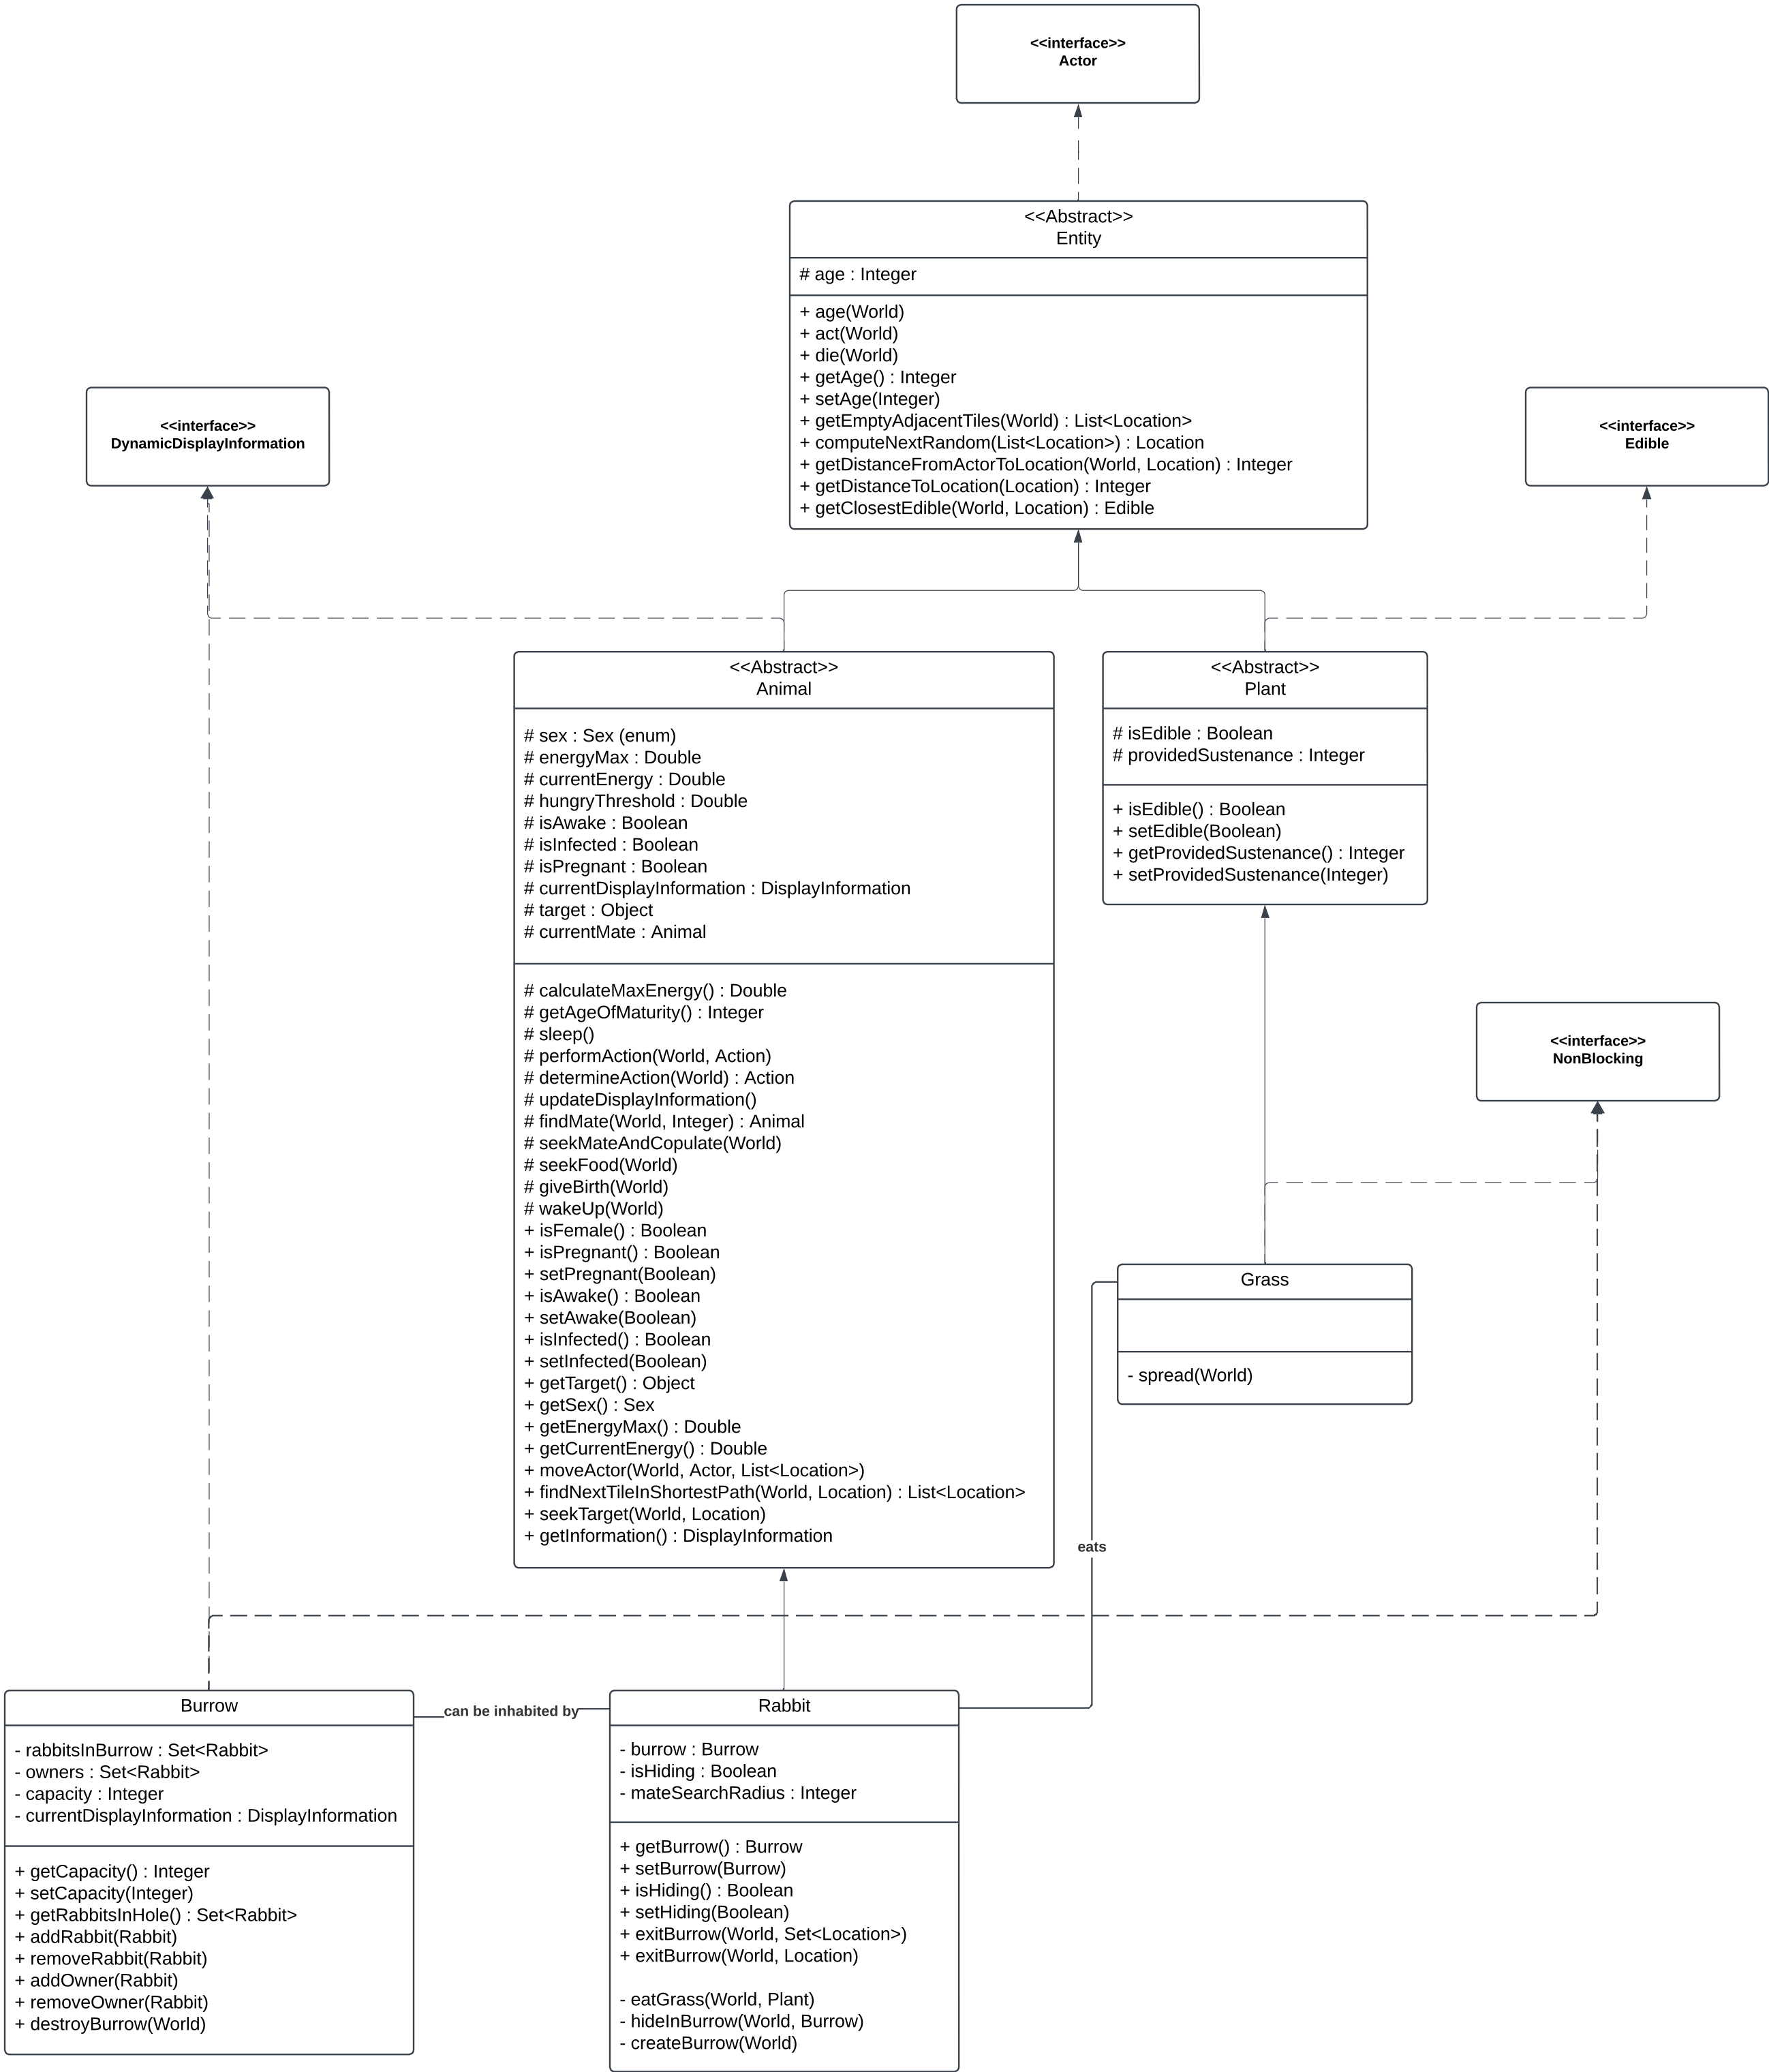 <<interface>>
Actor
<<Abstract>>
Entity
# age : Integer
+ age(World)
+ act(World)
+ die(World)
+ getAge() : Integer
+ setAge(Integer)
+ getEmptyAdjacentTiles(World) : List<Location>
+ computeNextRandom(List<Location>) : Location
+ getDistanceFromActorToLocation(World, Location) : Integer
+ getDistanceToLocation(Location) : Integer
+ getClosestEdible(World, Location) : Edible
<<interface>>
DynamicDisplayInformation
<<interface>>
Edible
<<Abstract>>
Animal
# sex : Sex (enum)
# energyMax : Double
# currentEnergy : Double
# hungryThreshold : Double
# isAwake : Boolean
# isInfected : Boolean
# isPregnant : Boolean
# currentDisplayInformation : DisplayInformation
# target : Object
# currentMate : Animal
# calculateMaxEnergy() : Double
# getAgeOfMaturity() : Integer
# sleep()
# performAction(World, Action)
# determineAction(World) : Action
# updateDisplayInformation()
# findMate(World, Integer) : Animal
# seekMateAndCopulate(World)
# seekFood(World)
# giveBirth(World)
# wakeUp(World)
+ isFemale() : Boolean
+ isPregnant() : Boolean
+ setPregnant(Boolean)
+ isAwake() : Boolean
+ setAwake(Boolean)
+ isInfected() : Boolean
+ setInfected(Boolean)
+ getTarget() : Object
+ getSex() : Sex
+ getEnergyMax() : Double
+ getCurrentEnergy() : Double
+ moveActor(World, Actor, List<Location>)
+ findNextTileInShortestPath(World, Location) : List<Location>
+ seekTarget(World, Location)
+ getInformation() : DisplayInformation
<<Abstract>>
Plant
# isEdible : Boolean
# providedSustenance : Integer
+ isEdible() : Boolean
+ setEdible(Boolean)
+ getProvidedSustenance() : Integer
+ setProvidedSustenance(Integer)
<<interface>>
NonBlocking
Grass
- spread(World)
eats
Burrow
- rabbitsInBurrow : Set<Rabbit>
- owners : Set<Rabbit>
- capacity : Integer
- currentDisplayInformation : DisplayInformation
+ getCapacity() : Integer
+ setCapacity(Integer)
+ getRabbitsInHole() : Set<Rabbit>
+ addRabbit(Rabbit)
+ removeRabbit(Rabbit)
+ addOwner(Rabbit)
+ removeOwner(Rabbit)
+ destroyBurrow(World)
can be inhabited by
Rabbit
- burrow : Burrow
- isHiding : Boolean
- mateSearchRadius : Integer
+ getBurrow() : Burrow
+ setBurrow(Burrow)
+ isHiding() : Boolean
+ setHiding(Boolean)
+ exitBurrow(World, Set<Location>)
+ exitBurrow(World, Location)
- eatGrass(World, Plant)
- hideInBurrow(World, Burrow)
- createBurrow(World)